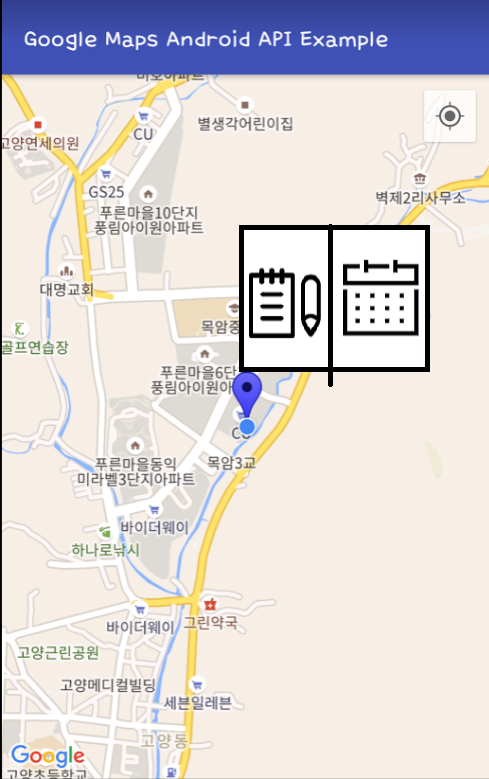 Google Maps Android API Example
미호아파트
CU
별생각어린이집
고양연세의원
GS25
벽제2리사무소
푸른마을10단지
풍림아이원아파트
대명교회
목암중
골프연습장
푸른마을6단
풍림아이원아
CU
푸른마을동익
미라벨3단지아파트
목암3교
바이더웨이
하나로낚시
바이더웨이
그린약국
고양근린공원
고양메디컬빌딩
세븐일레븐
고양동
Google
고양초등학교